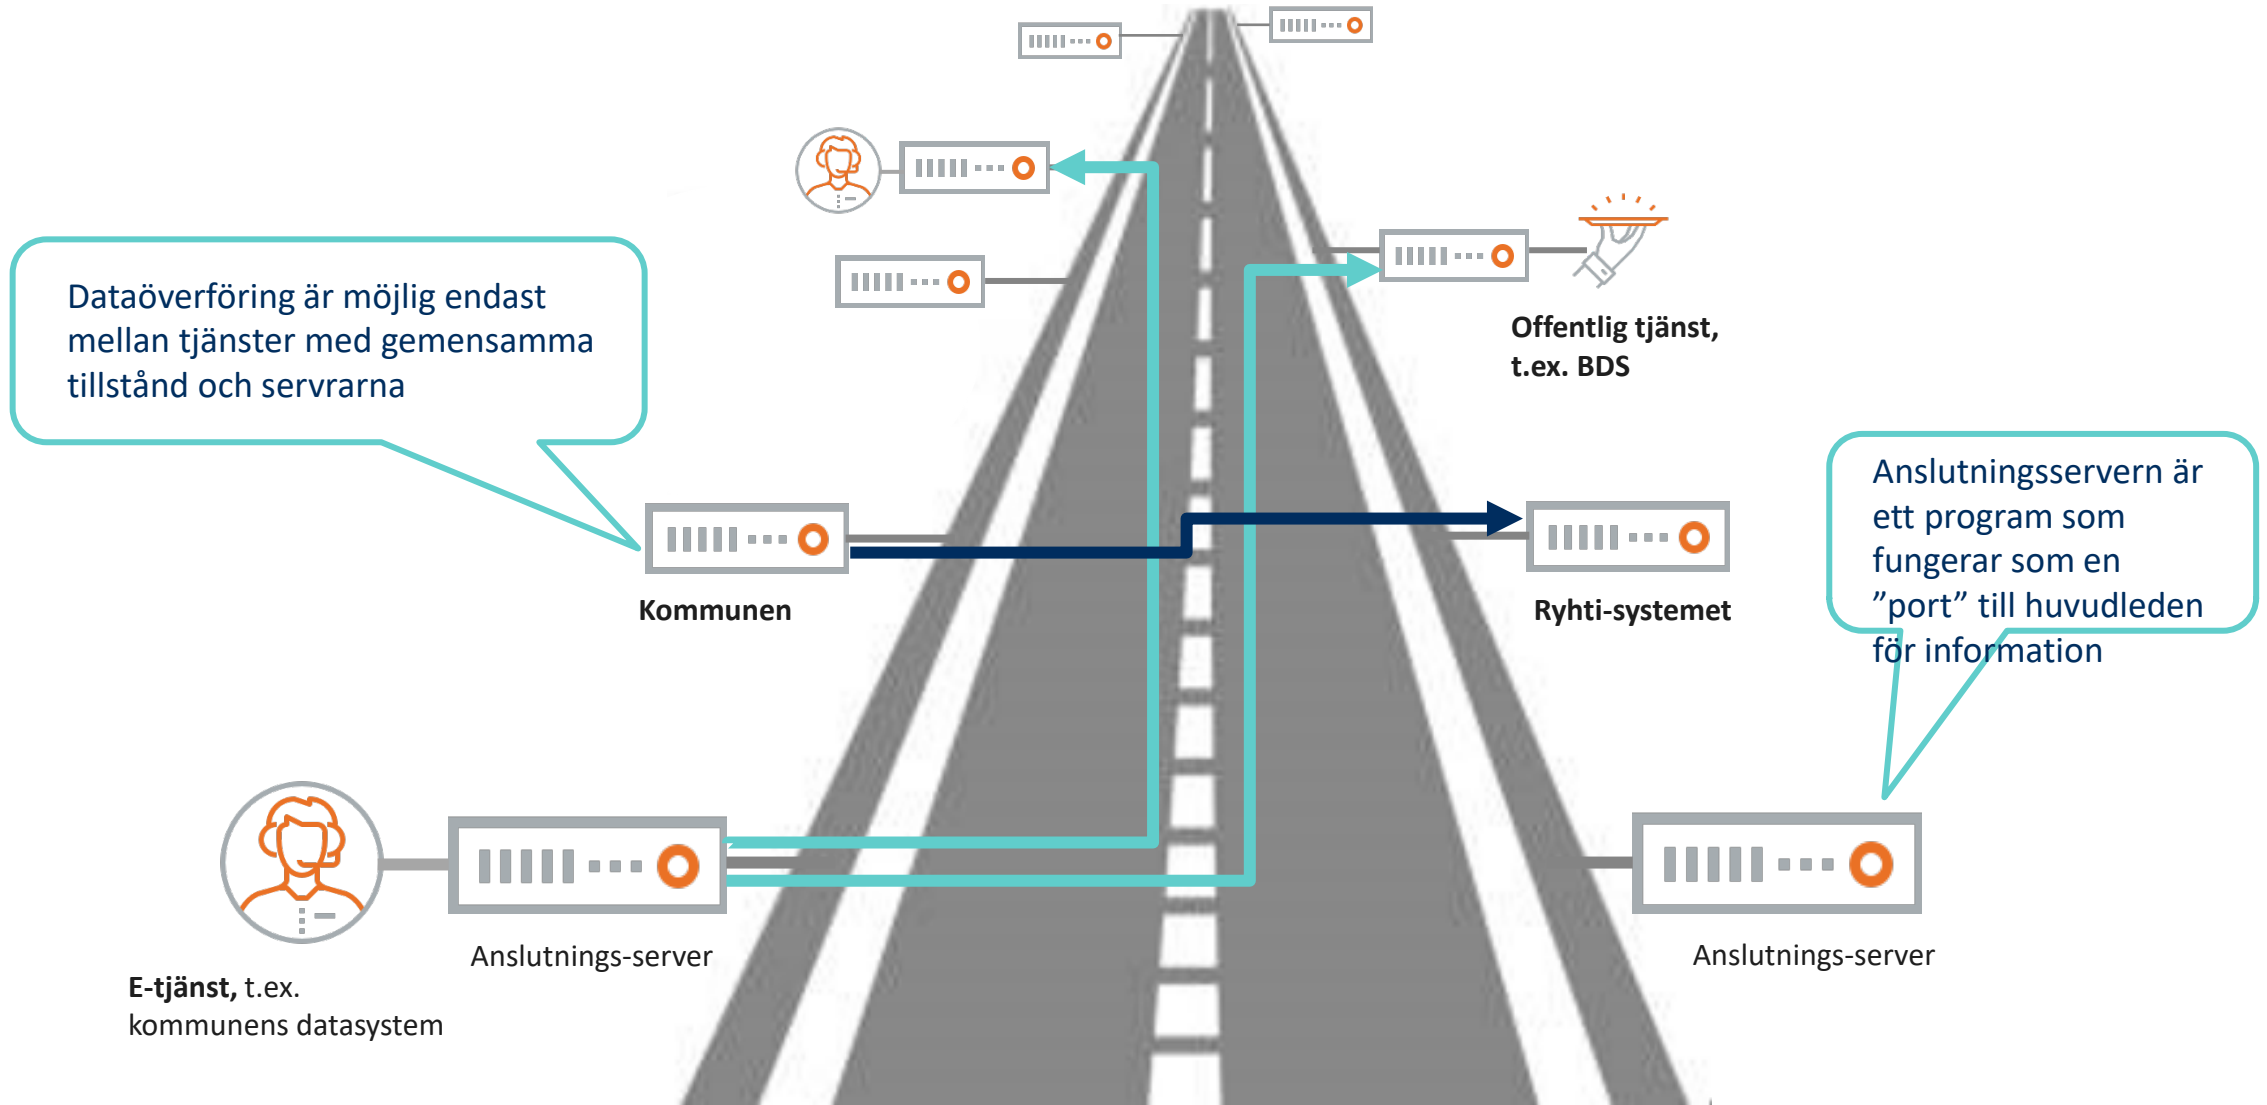 Dataöverföring är möjlig endast
mellan tjänster med gemensamma
tillstånd och servrarna
Offentlig tjänst,
t.ex. BDS
Anslutningsservern är
ett program som
fungerar som en
”port” till huvudleden
för information
Kommunen
Ryhti-systemet
Anslutnings-server
Anslutnings-server
E-tjänst, t.ex.
kommunens datasystem